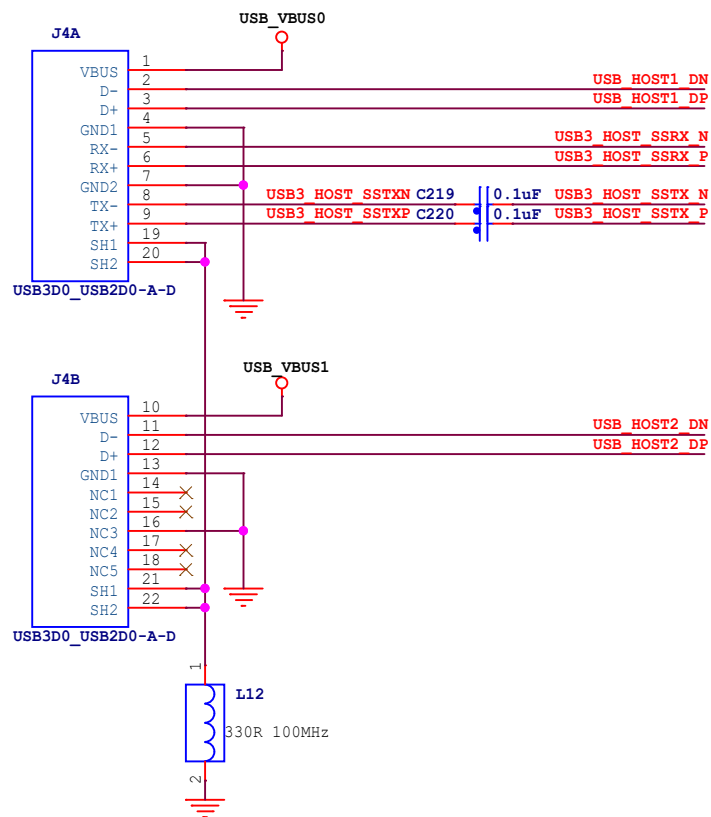 USB_VBUS0
J4A
VBUS 1
D- 2 USB_HOST1_DN
D+ 3 USB_HOST1_DP
GND1 4
RX- 5 USB3_HOST_SSRX_N
RX+ 6 USB3_HOST_SSRX_P
GND2 7
TX- 8 USB3_HOST_SSTXN C219 0.1uF USB3_HOST_SSTX_N
TX+ 9 USB3_HOST_SSTXP C220 0.1uF USB3_HOST_SSTX_P
SH1 19
SH2 20
USB3D0_USB2D0-A-D
USB_VBUS1
J4B
VBUS 10
D- 11 USB_HOST2_DN
D+ 12 USB_HOST2_DP
GND1 13
NC1 14
NC2 15
NC3 16
NC4 17
NC5 18
SH1 21
SH2 22
USB3D0_USB2D0-A-D
1
L12
330R 100MHz
2